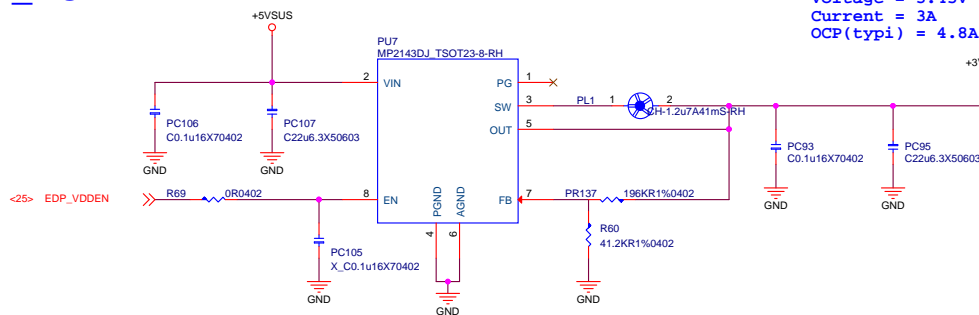 Current = 3A
OCP(typi) = 4.8A
+5VSUS
PU7
MP2143DJ_TSOT23-8-RH
2
VIN
PG
1
SW
3
PL1
1
2
CH-1.2u7A41mS-RH
OUT
5
PC106
C0.1u16X70402
PC107
C22u6.3X50603
PC93
C0.1u16X70402
PC95
C22u6.3X50603
GND
GND
GND
GND
<25>
EDP_VDDEN
R69
0R0402
8
EN
FB
7
PR137
196KR1%0402
PGND
AGND
4
6
R60
41.2KR1%0402
PC105
X_C0.1u16X70402
GND
GND
GND